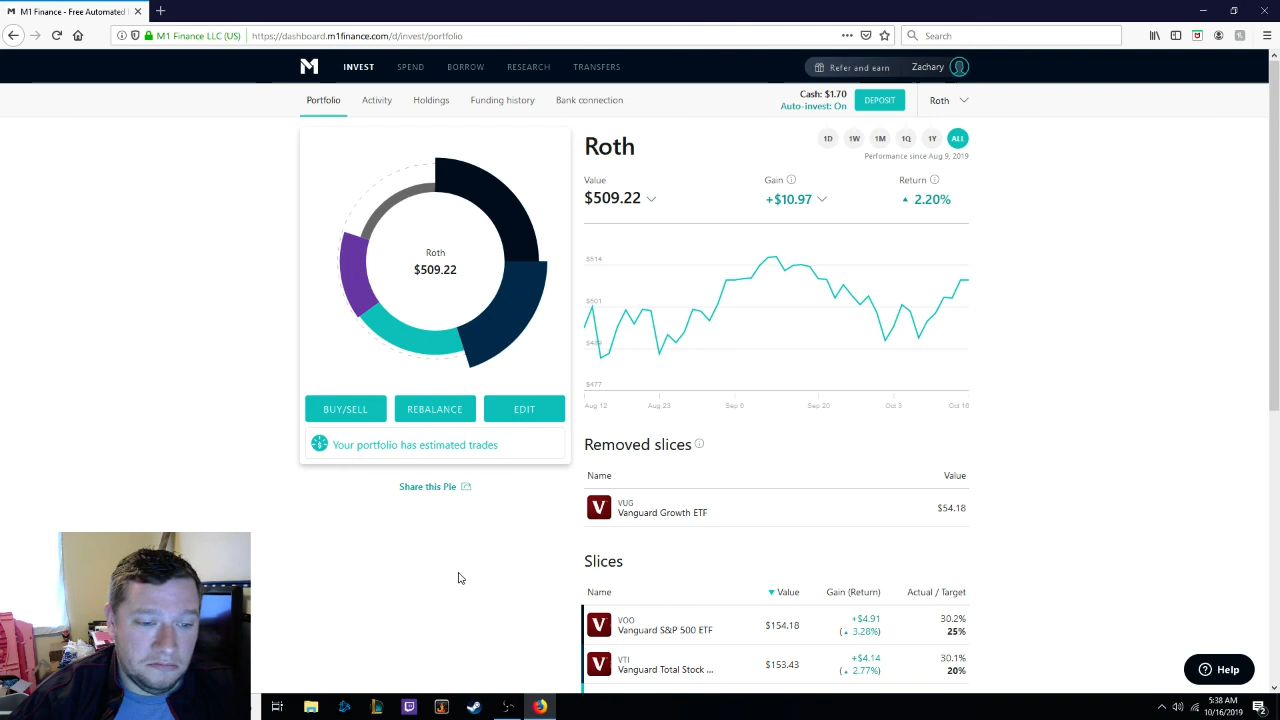 M1 Finance - Free Automated
M1 Finance LLC (US)
https://dashboard.m1finance.com/d/invest/portfolio
Search
INVEST
SPEND
BORROW
RESEARCH
TRANSFERS
Refer and earn
Zachary
Portfolio
Activity
Holdings
Funding history
Bank connection
Cash: $1.70
Auto-invest: On
DEPOSIT
Roth
Roth
$509.22
BUY/SELL
REBALANCE
EDIT
Your portfolio has estimated trades
Share this Pie
Roth
1D
1W
1M
1Q
1Y
ALL
Performance since Aug 9, 2019
Value
$509.22
Gain
+$10.97
Return
2.20%
$514
$501
$489
$477
Aug 12
Aug 23
Sep 6
Sep 20
Oct 3
Oct 16
Removed slices
Name
Value
VUG
Vanguard Growth ETF
$54.18
Slices
Name
Value
Gain (Return)
Actual / Target
VOO
Vanguard S&P 500 ETF
$154.18
+$4.91
(▲ 3.28%)
30.2%
25%
VTI
Vanguard Total Stock ...
$153.43
+$4.14
(▲ 2.77%)
30.1%
20%
Help
5:38 AM
10/16/2019